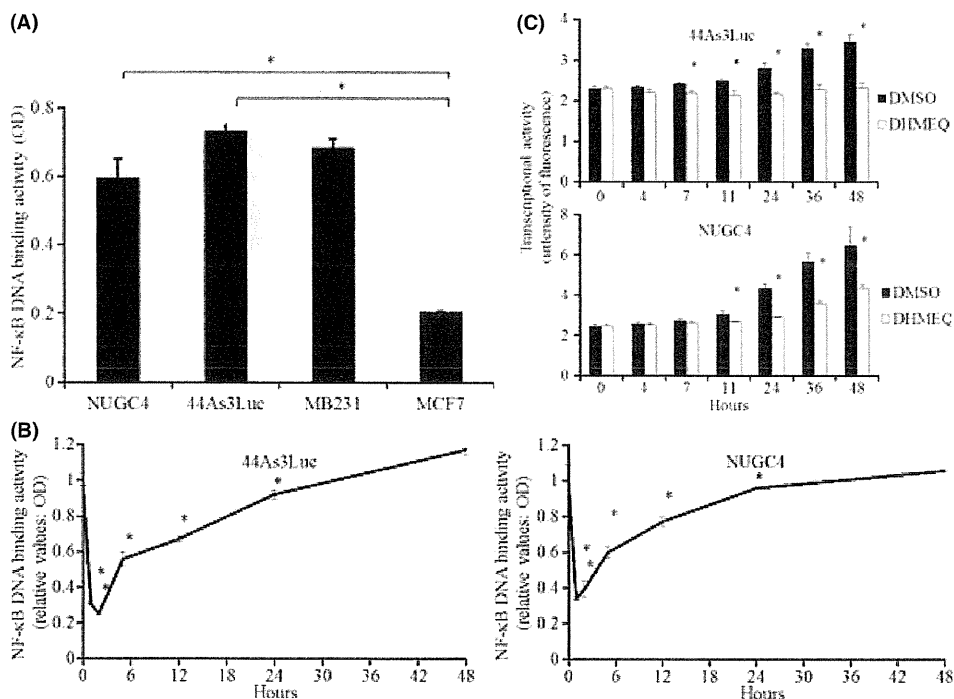 (A)
*
*
NF-κB DNA binding activity (OD)
0.8
0.6
0.4
0.2
0
NUGC4 44As3Luc MB231 MCF7
(C)
44As3Luc
Transcriptional activity
(intensity of fluorescence)
6
4
2
0
* * * * *
DMSO
DHMEQ
0 4 7 11 24 36 48
NUGC4
8
6
4
2
0
* * * *
DMSO
DHMEQ
0 4 7 11 24 36 48
Hours
(B)
44As3Luc
NF-κB DNA binding activity
(relative values: OD)
1.2
1
0.8
0.6
0.4
0.2
0
* * * * *
0 6 12 18 24 30 36 42 48
Hours
NUGC4
NF-κB DNA binding activity
(relative values: OD)
1.2
1
0.8
0.6
0.4
0.2
0
* * * * *
0 6 12 18 24 30 36 42 48
Hours